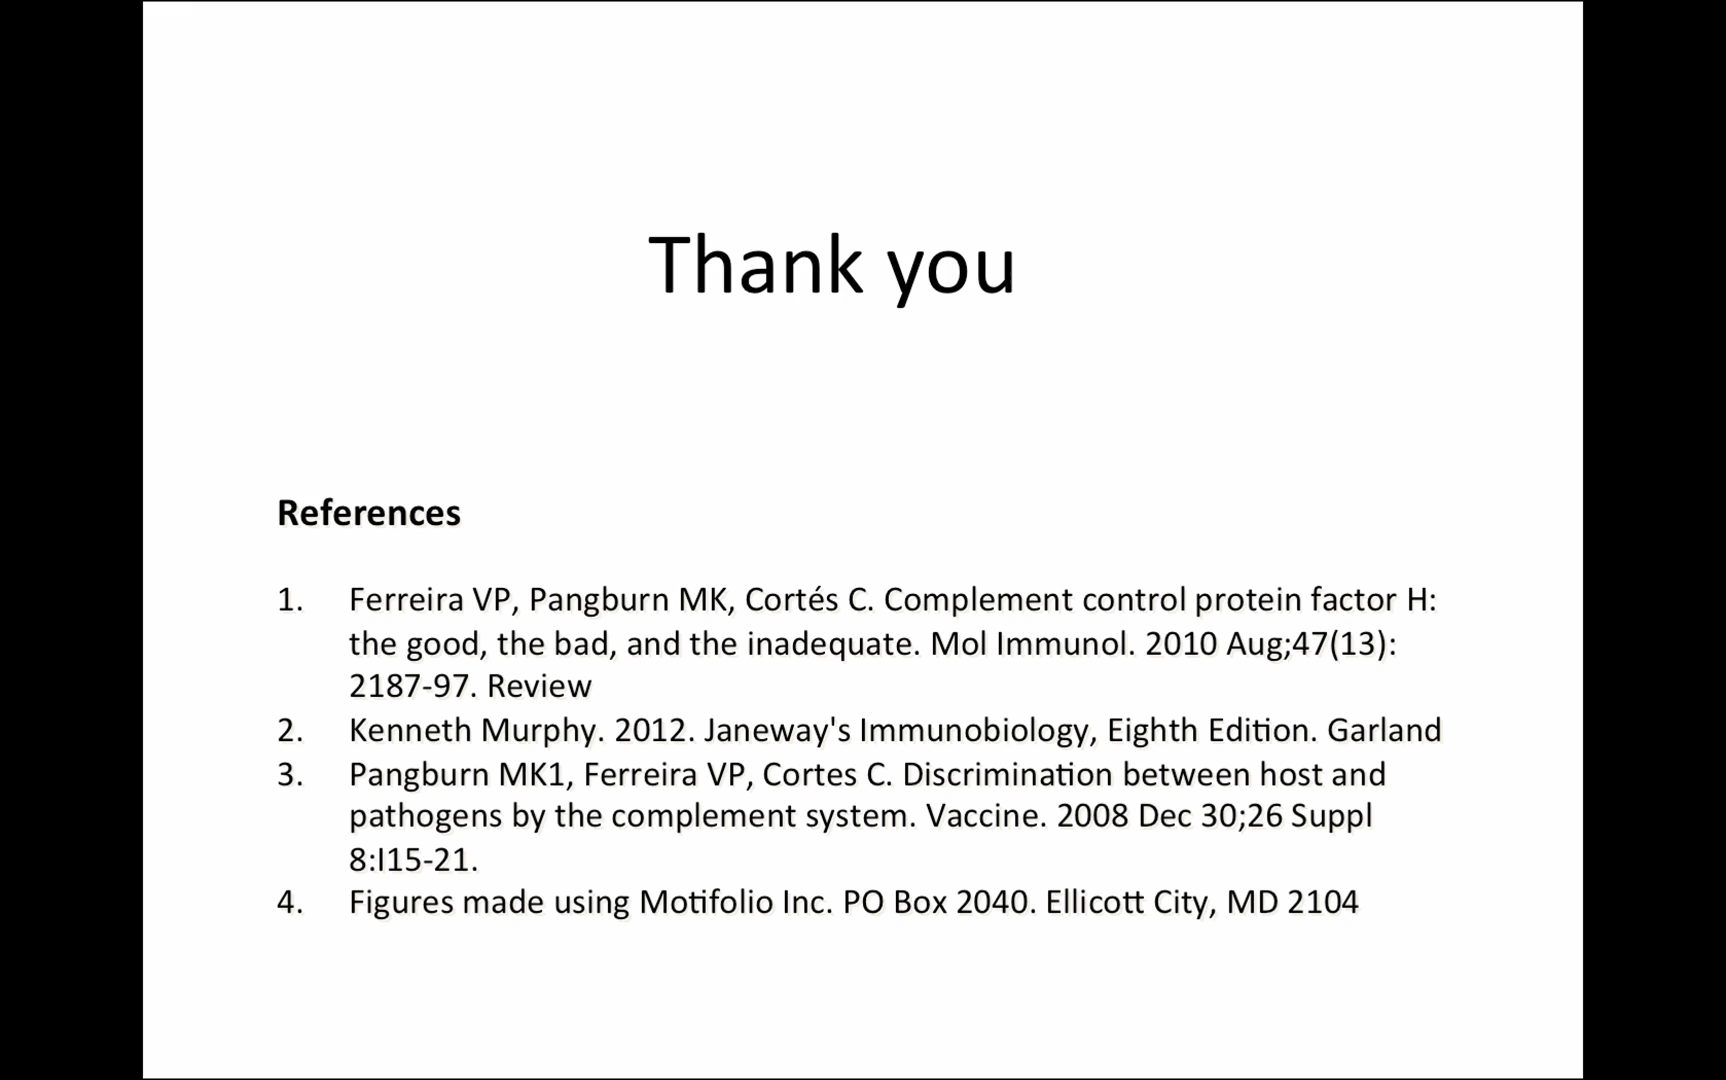 Thank you
References
1. Ferreira VP, Pangburn MK, Cortés C. Complement control protein factor H:
the good, the bad, and the inadequate. Mol Immunol. 2010 Aug;47(13):
2187-97. Review
2. Kenneth Murphy. 2012. Janeway's Immunobiology, Eighth Edition. Garland
3. Pangburn MK1, Ferreira VP, Cortes C. Discrimination between host and
pathogens by the complement system. Vaccine. 2008 Dec 30;26 Suppl
8:I15-21.
4. Figures made using Motifolio Inc. PO Box 2040. Ellicott City, MD 2104